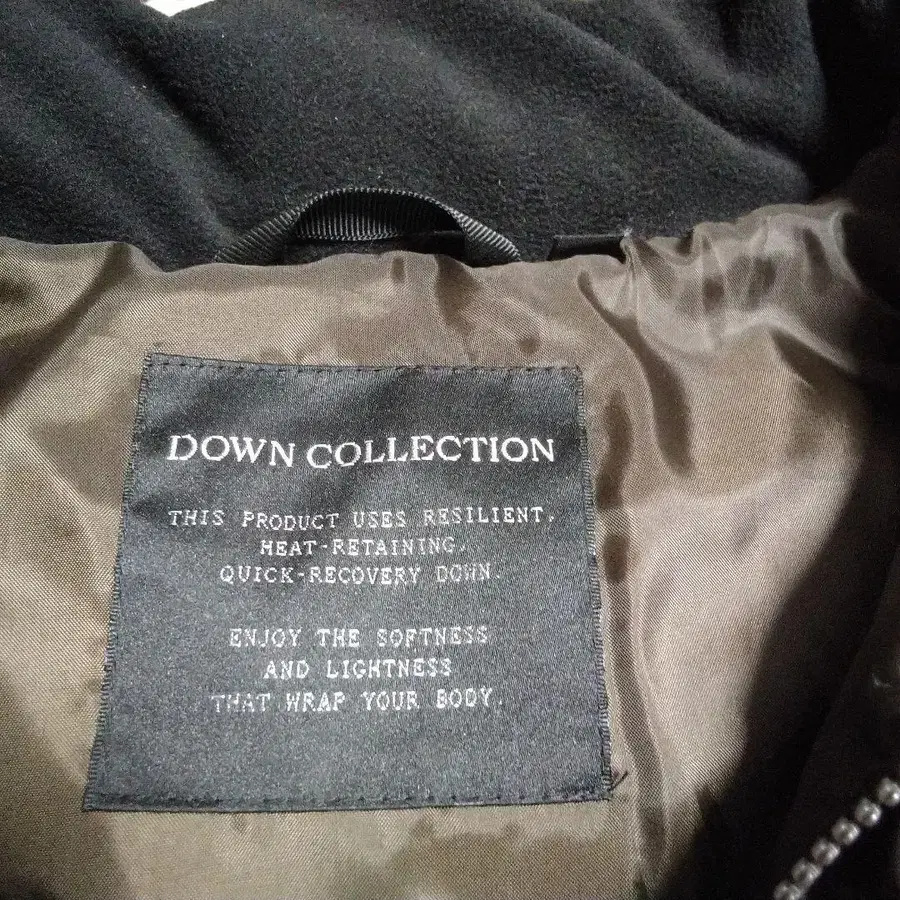 DOWN COLLECTION
THIS PRODUCT USES RESILIENT,
HEAT-RETAINING,
QUICK-RECOVERY DOWN.
ENJOY THE SOFTNESS
AND LIGHTNESS
THAT WRAP YOUR BODY.